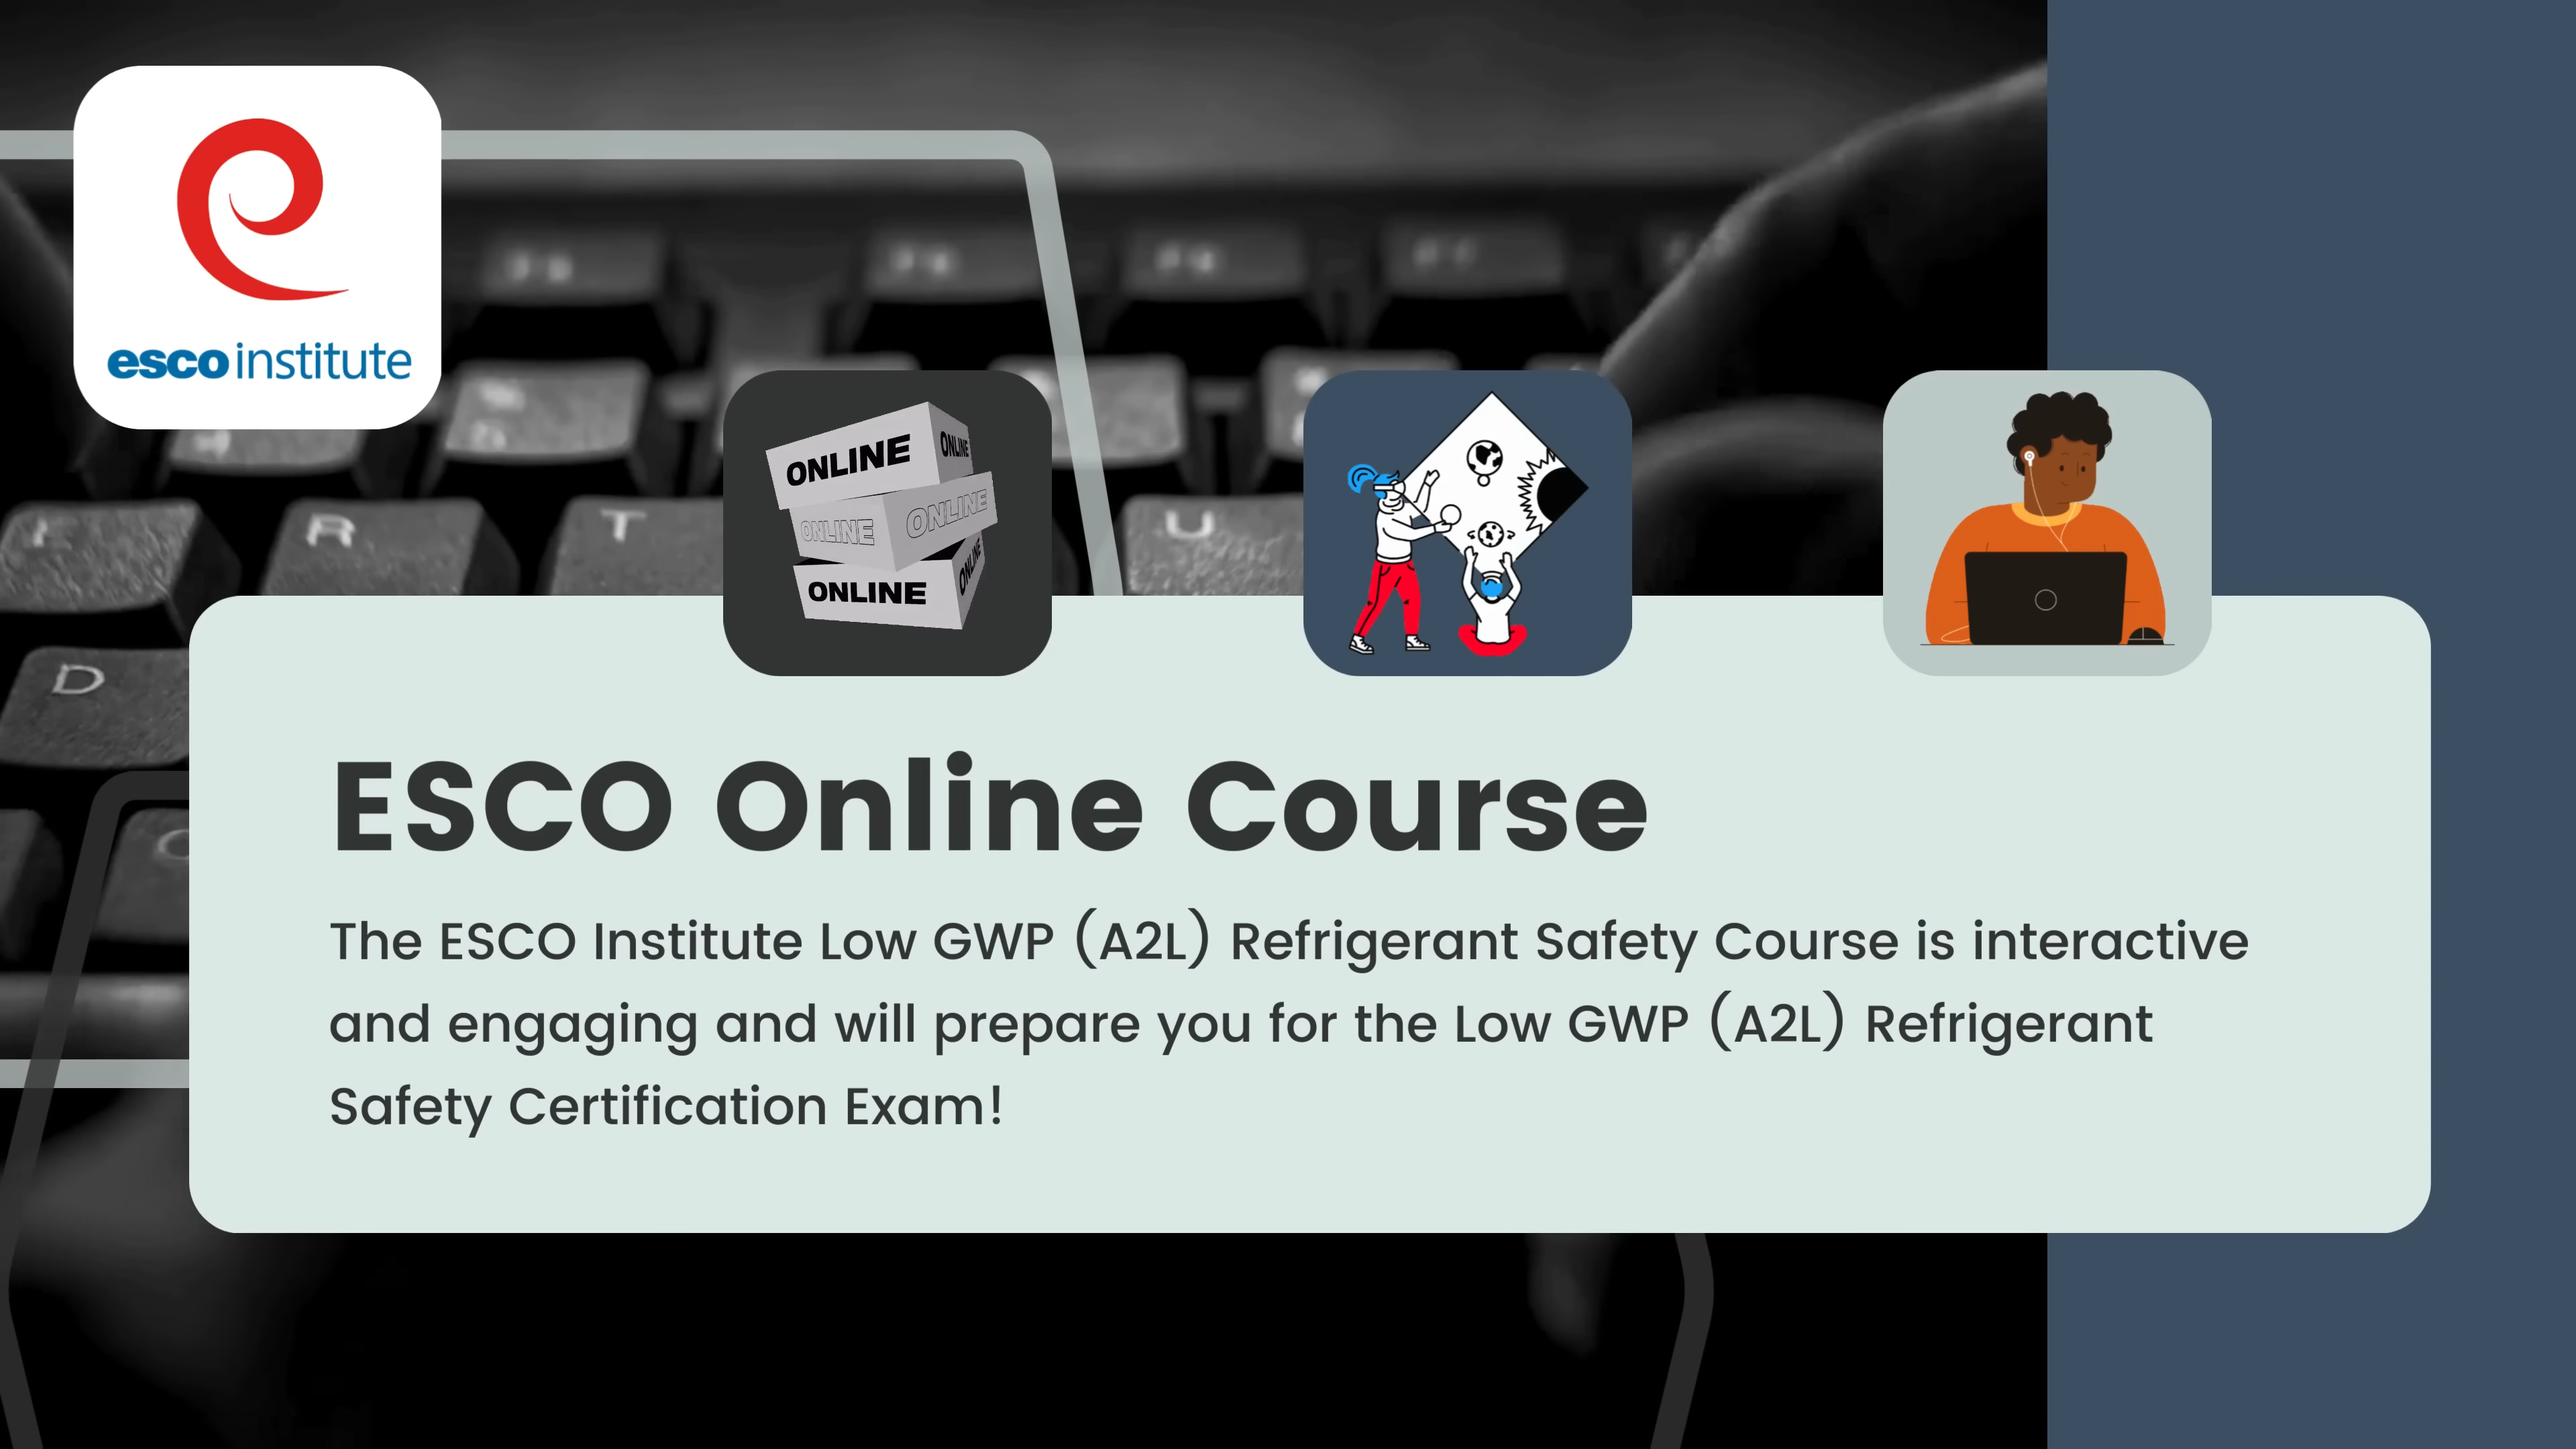 esco institute
R
T
U
D
ONLINE
ONLINE
ONLINE
ONLINE
ONLINE
ONLINE
ESCO Online Course
The ESCO Institute Low GWP (A2L) Refrigerant Safety Course is interactive
and engaging and will prepare you for the Low GWP (A2L) Refrigerant
Safety Certification Exam!